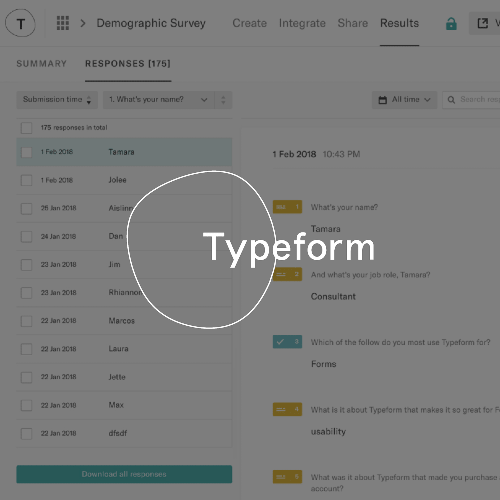 T
Demographic Survey
Create Integrate Share Results
SUMMARY RESPONSES [175]
Submission time
1. What's your name?
All time
Search
175 responses in total
1 Feb 2018 Tamara
1 Feb 2018 Jolee
26 Jan 2018
24 Jan 2018 Dan
23 Jan 2018 Jim
23 Jan 2018 Rhiannon
22 Jan 2018 Marcos
22 Jan 2018 Laura
22 Jan 2018 Jette
22 Jan 2018 Max
22 Jan 2018 dfsdf
Download all responses
1 Feb 2018 10:43 PM
1 What's your name?
Tamara
Typeform
2 And what's your job role, Tamara?
Consultant
3 Which of the follow do you most use Typeform for?
Forms
4 What is it about Typeform that makes it so great for
usability
5 What was it about Typeform that made you purchase
account?